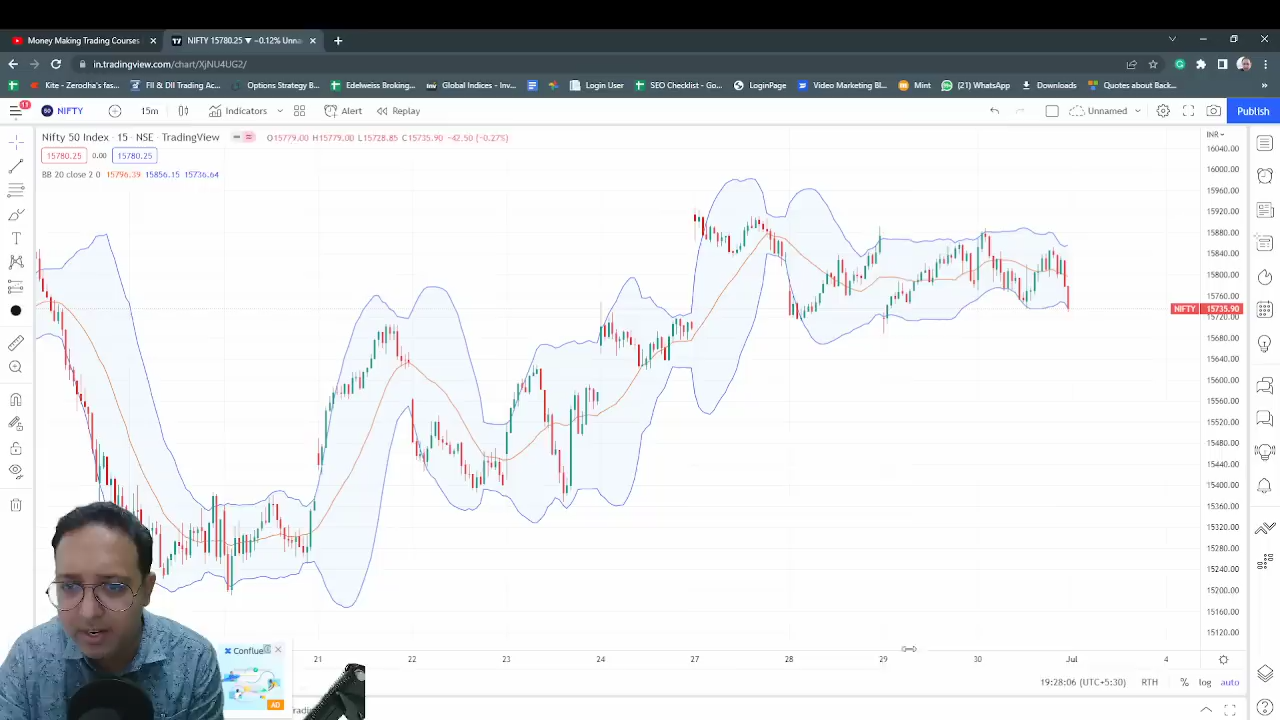 Money Making Trading Courses
NIFTY 15780.25 ▼ −0.12% Unna
in.tradingview.com/chart/XjNU4UG2/
Kite - Zerodha's fas
FII & DII Trading Ac...
Options Strategy B...
Edelweiss Broking...
Global Indices - Inv...
Login User
SEO Checklist - Go...
LoginPage
Video Marketing Bl...
Mint
(21) WhatsApp
Downloads
Quotes about Back...
»
11
50 NIFTY
15m
Indicators
Alert
Replay
Unnamed
Publish
Nifty 50 Index · 15 · NSE · TradingView
O15779.00 H15779.00 L15728.85 C15735.90 −42.50 (−0.27%)
15780.25 0.00 15780.25
BB 20 close 2 0 15796.39 15856.15 15736.64
INR
16040.00
16000.00
15960.00
15920.00
15880.00
15840.00
15800.00
15760.00
NIFTY 15735.90
15720.00
15680.00
15640.00
15600.00
15560.00
15520.00
15480.00
15440.00
15400.00
15360.00
15320.00
15280.00
15240.00
15200.00
15160.00
15120.00
Conflue
AD
21 22 23 24 27 28 29 30 Jul 4
19:28:06 (UTC+5:30) RTH % log auto